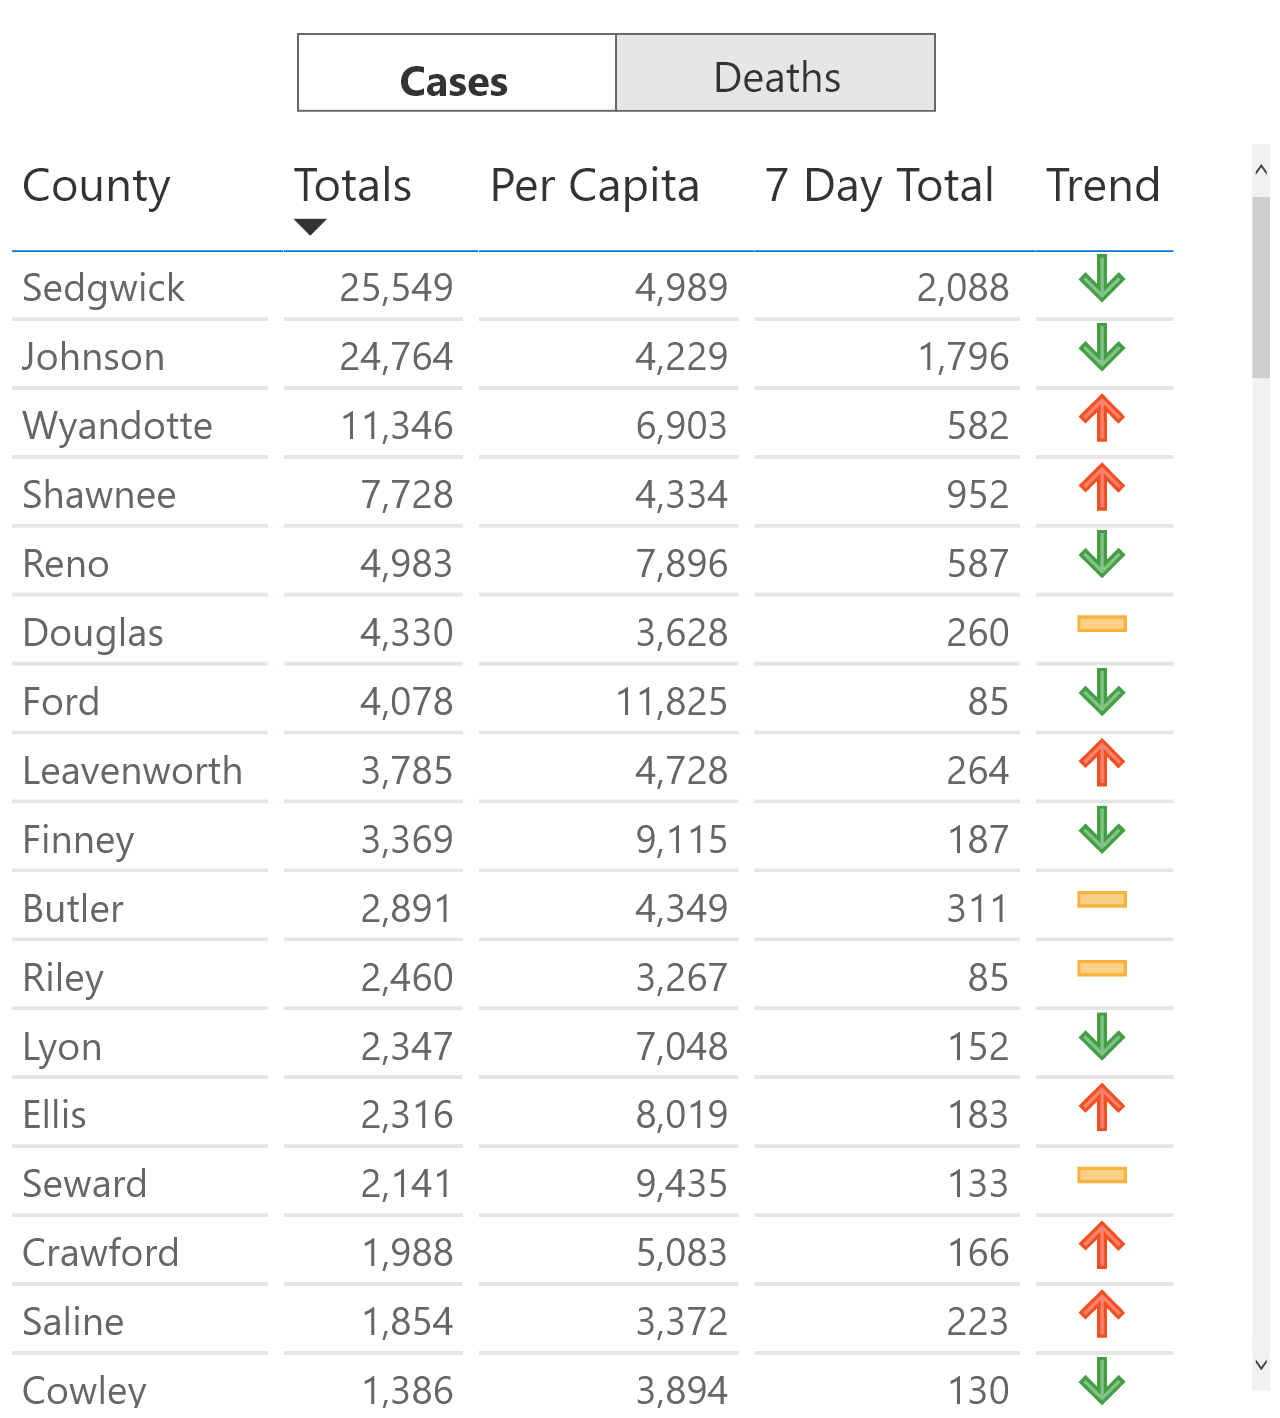 Cases Deaths
County Totals Per Capita 7 Day Total Trend
Sedgwick 25,549 4,989 2,088
Johnson 24,764 4,229 1,796
Wyandotte 11,346 6,903 582
Shawnee 7,728 4,334 952
Reno 4,983 7,896 587
Douglas 4,330 3,628 260
Ford 4,078 11,825 85
Leavenworth 3,785 4,728 264
Finney 3,369 9,115 187
Butler 2,891 4,349 311
Riley 2,460 3,267 85
Lyon 2,347 7,048 152
Ellis 2,316 8,019 183
Seward 2,141 9,435 133
Crawford 1,988 5,083 166
Saline 1,854 3,372 223
Cowley 1,386 3,894 130